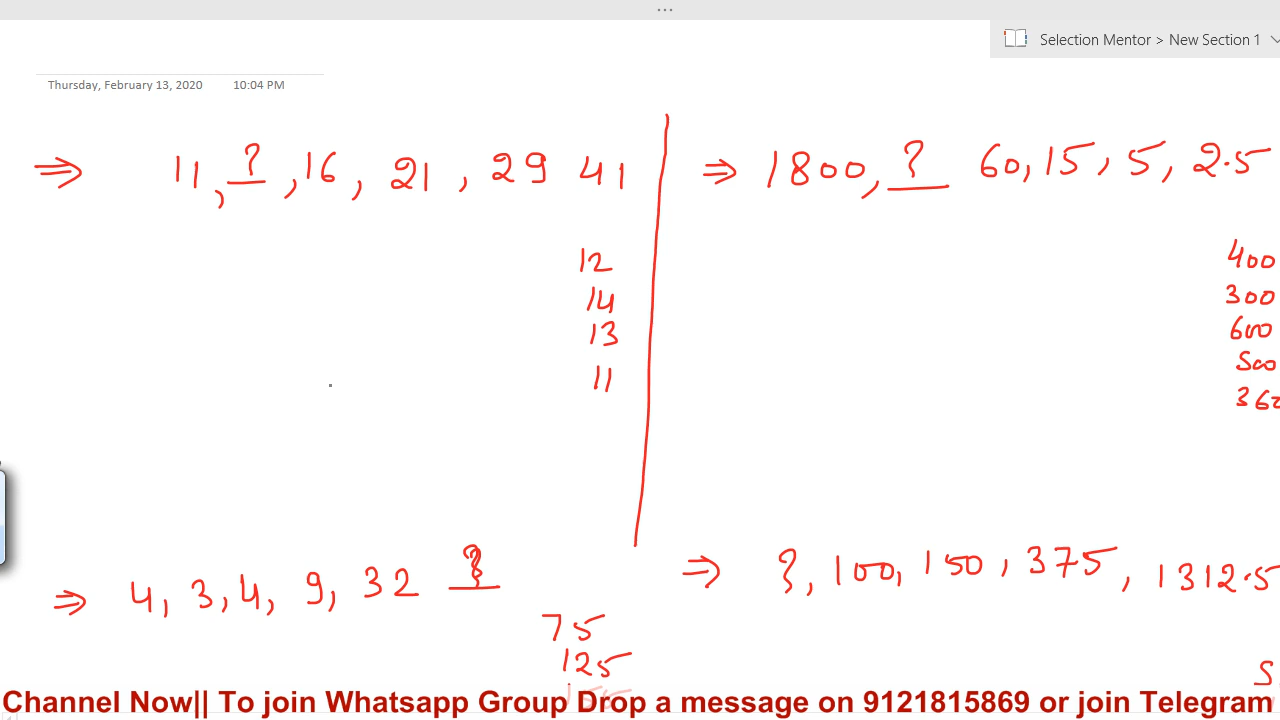 Selection Mentor > New Section 1
Thursday, February 13, 2020 10:04 PM
⇒ 11, ?, 16, 21, 29 41
12
14
13
11
⇒ 1800, ? 60, 15, 5, 2.5
400
300
600
500
360
⇒ 4, 3, 4, 9, 32 ?
75
125
⇒ ?, 100, 150, 375, 1312.5
Channel Now|| To join Whatsapp Group Drop a message on 9121815869 or join Telegram